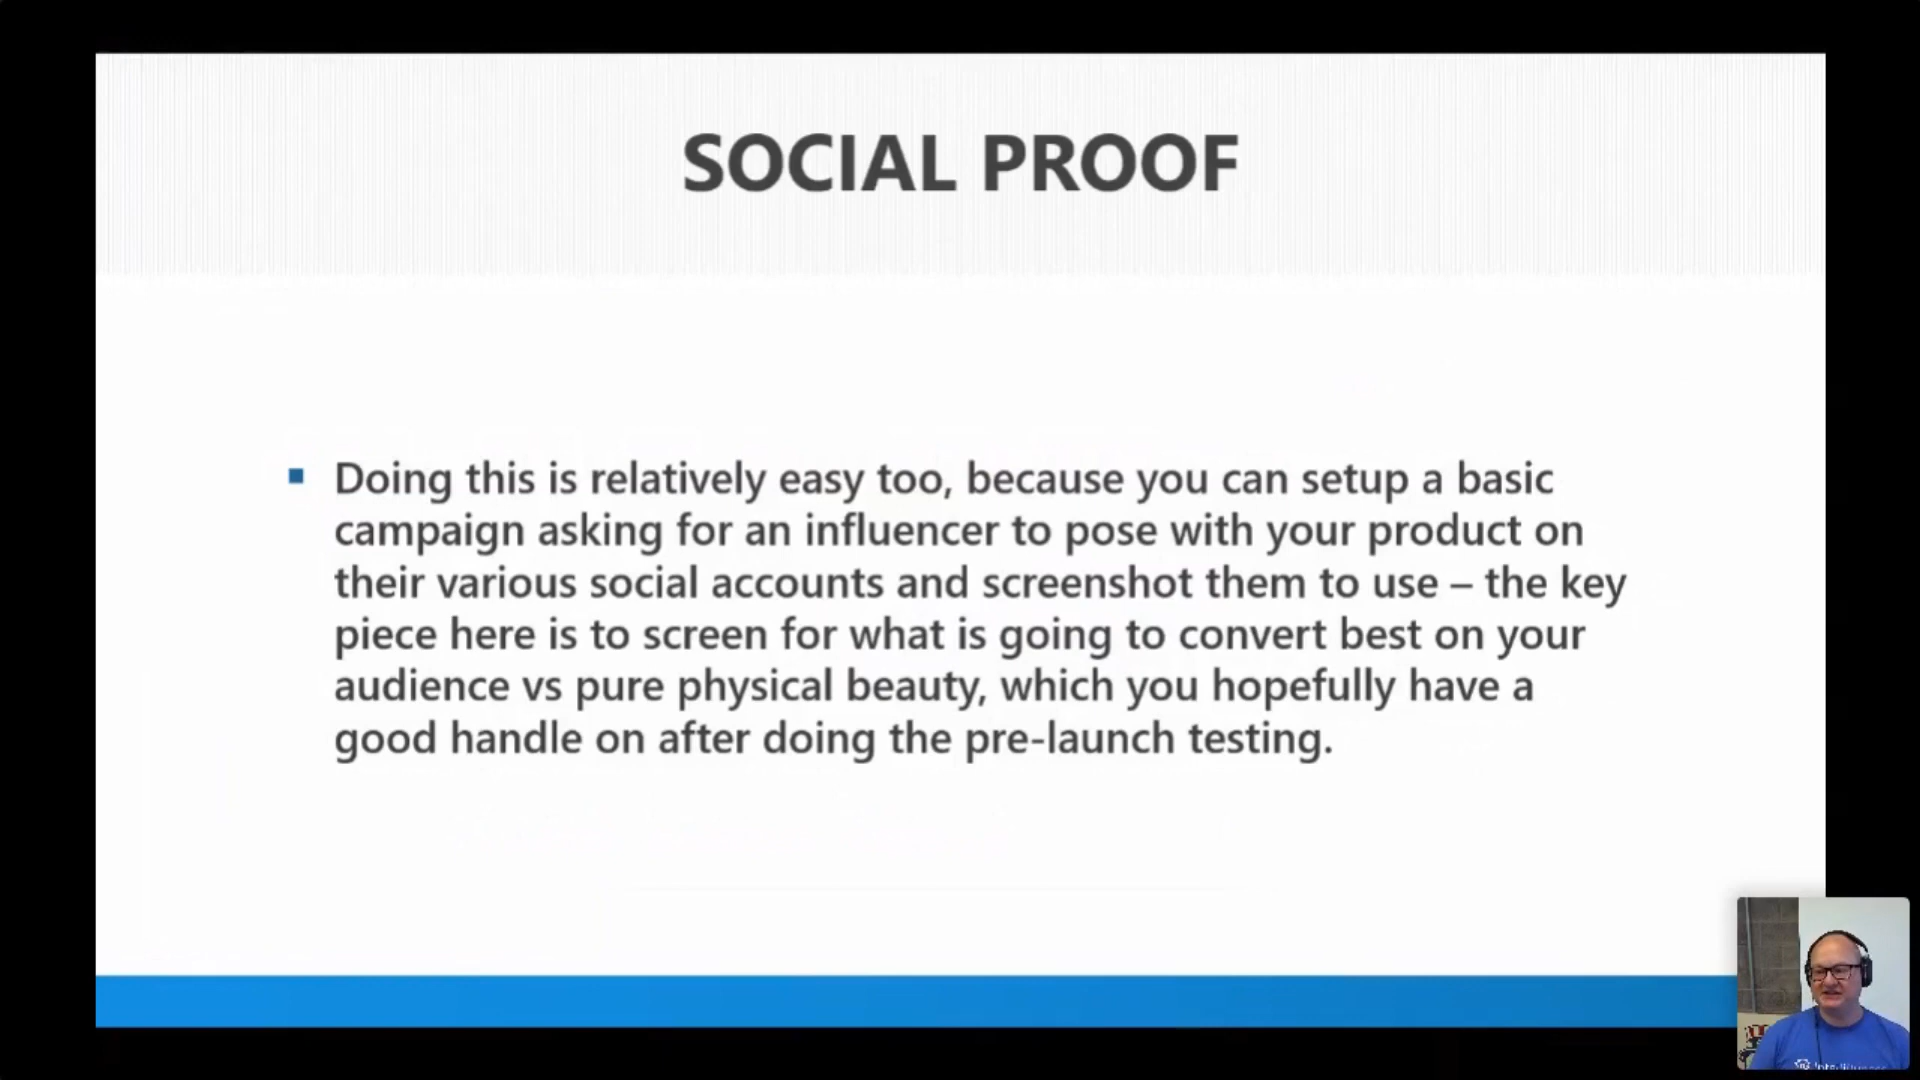 SOCIAL PROOF
Doing this is relatively easy too, because you can setup a basic
campaign asking for an influencer to pose with your product on
their various social accounts and screenshot them to use – the key
piece here is to screen for what is going to convert best on your
audience vs pure physical beauty, which you hopefully have a
good handle on after doing the pre-launch testing.